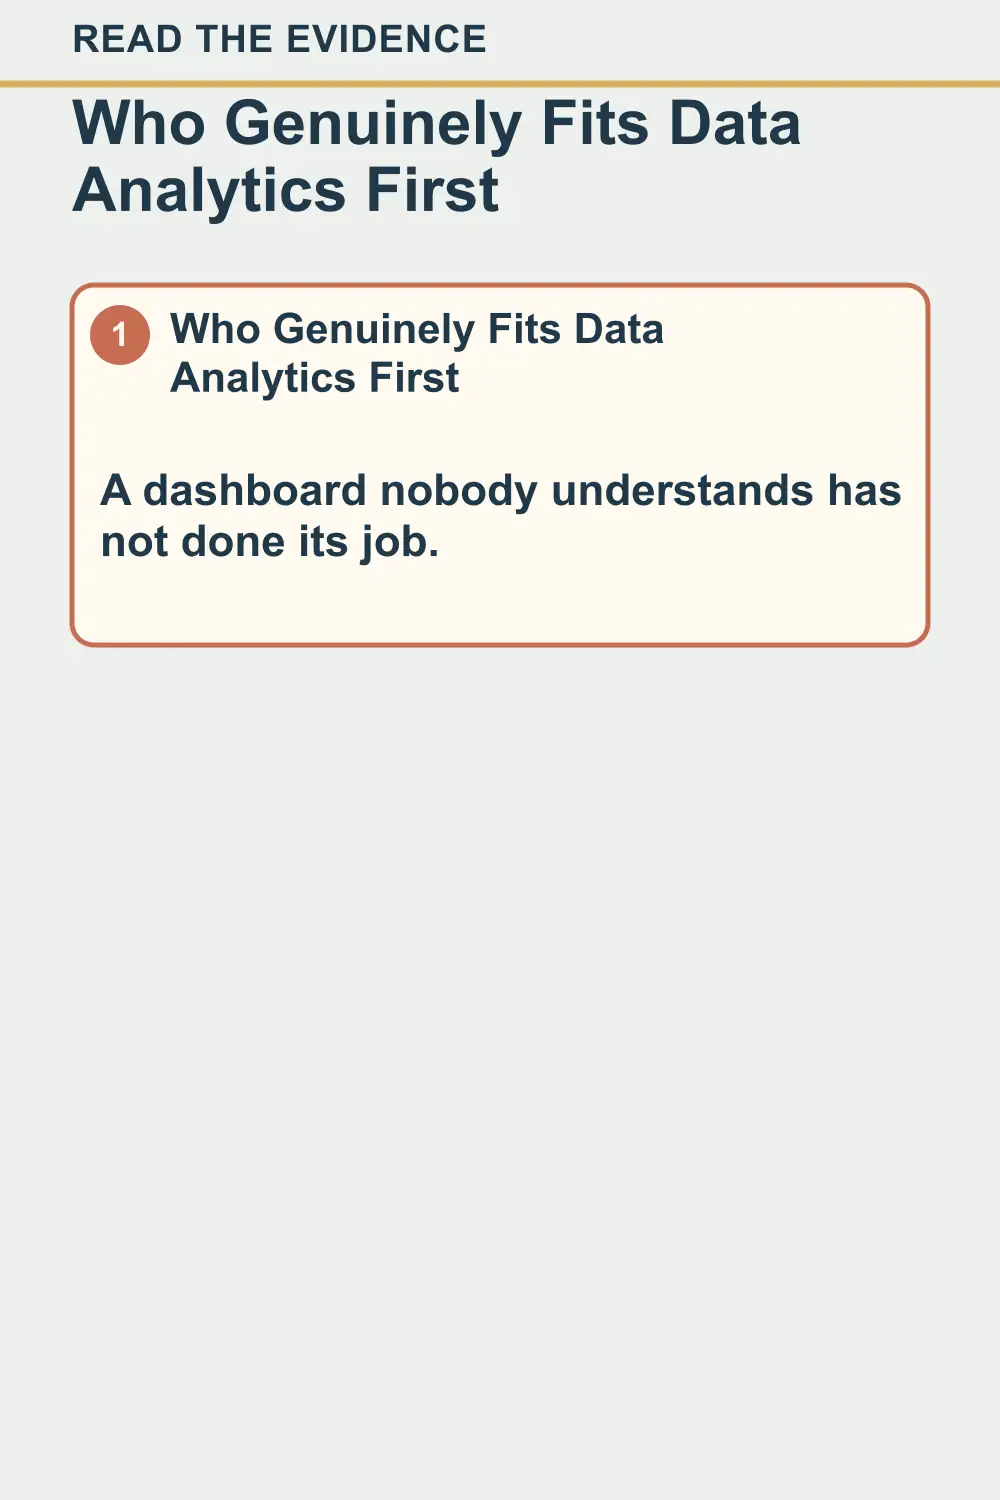 READ THE EVIDENCE
Who Genuinely Fits Data
Analytics First
1
Who Genuinely Fits Data
Analytics First
A dashboard nobody understands has
not done its job.